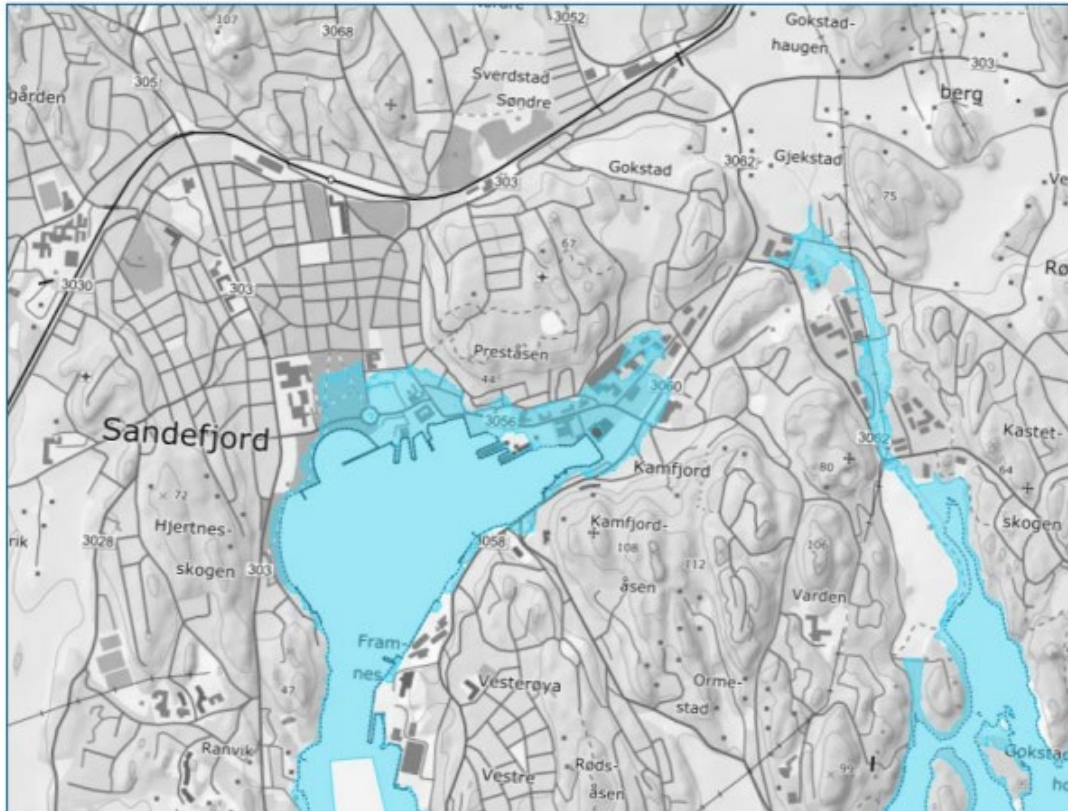 107
3068
3052
Gokstad-
haugen
gården
305
Sverdstad
Søndre
303
berg
3062
Gjekstad
Gokstad
303
75
Ve
67
Rø
3030
303
Preståsen
44
3060
3056
Sandefjord
3062
Kastet-
Kamfjord
80
64
72
Hjertnes-
skogen
rik
3028
303
3058
Kamfjord-
108
112
åsen
106
skogen
Varden
Fram-
nes
47
Vesterøya
Orme-
stad
Ranvik
Vestre
Røds-
åsen
99
Gokstad
ho